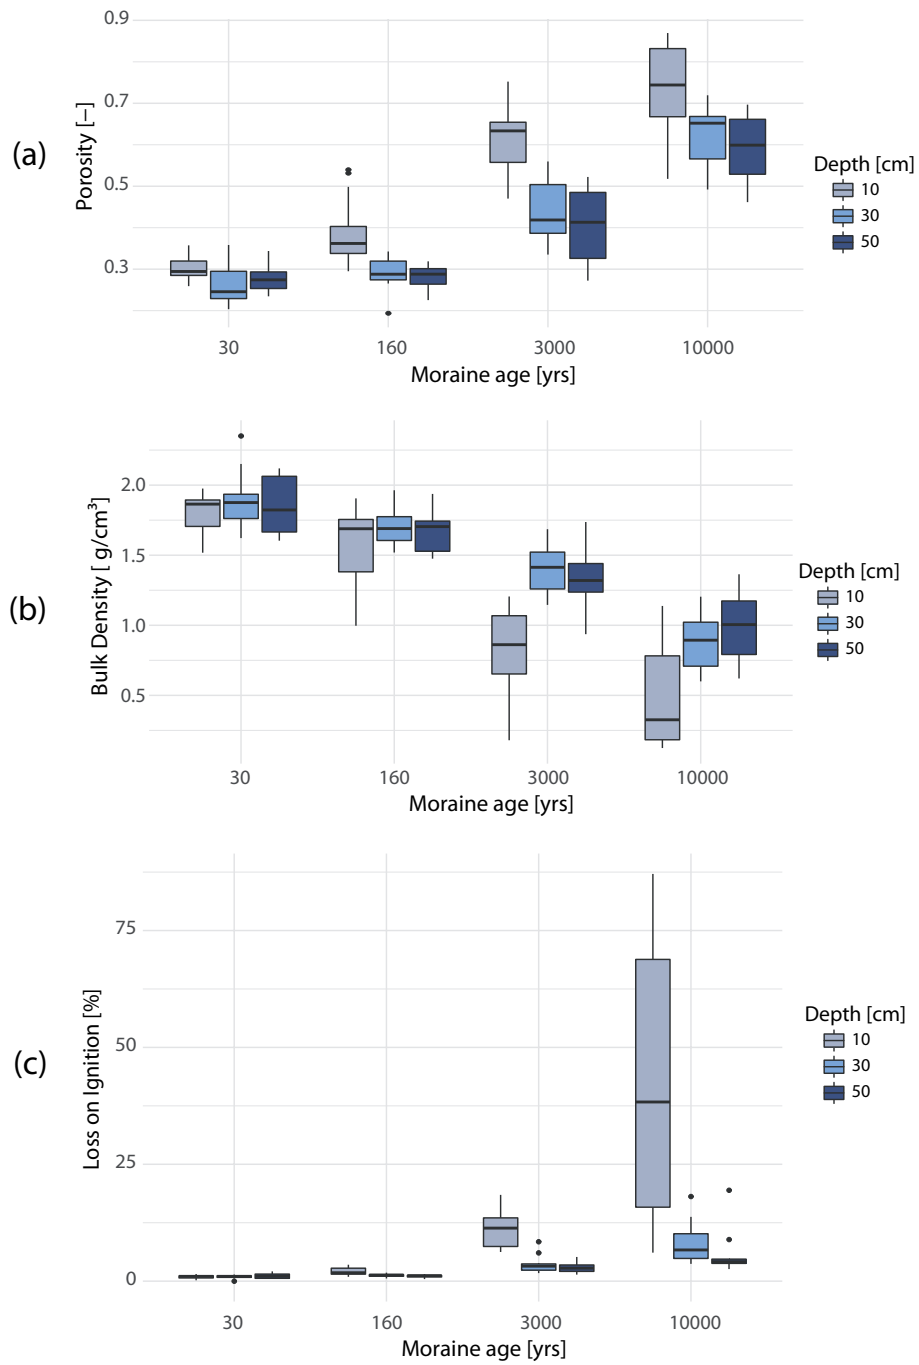 (a)
Porosity [–]
0.9
0.7
0.5
0.3
30
160
3000
10000
Moraine age [yrs]
Depth [cm]
10
30
50
(b)
Bulk Density [ g/cm³]
2.0
1.5
1.0
0.5
30
160
3000
10000
Moraine age [yrs]
Depth [cm]
10
30
50
(c)
Loss on Ignition [%]
75
50
25
0
30
160
3000
10000
Moraine age [yrs]
Depth [cm]
10
30
50